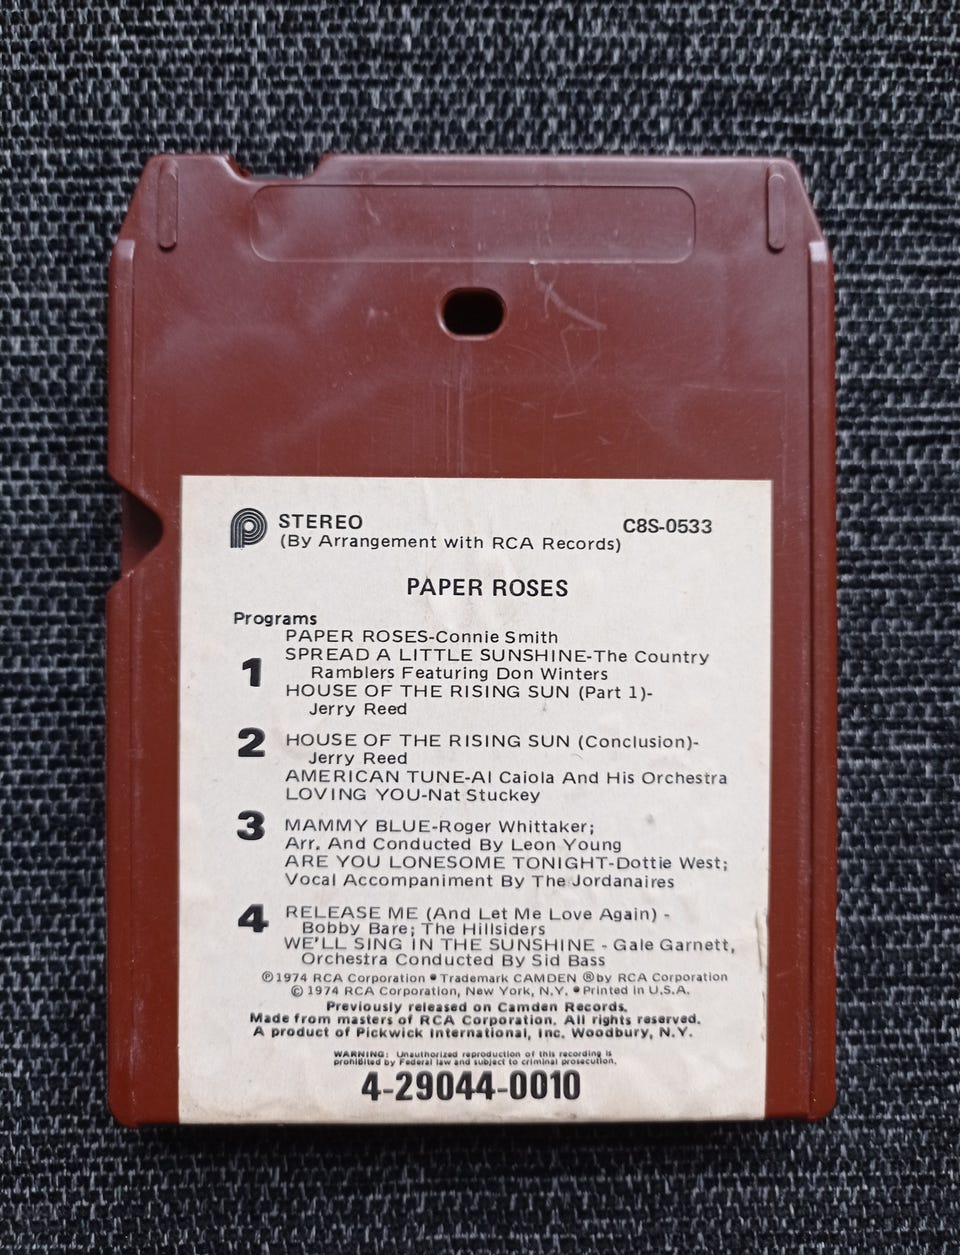 STEREO C8S-0533
(By Arrangement with RCA Records)
PAPER ROSES
Programs
PAPER ROSES-Connie Smith
1 SPREAD A LITTLE SUNSHINE-The Country
Ramblers Featuring Don Winters
HOUSE OF THE RISING SUN (Part 1)-
Jerry Reed
2 HOUSE OF THE RISING SUN (Conclusion)-
Jerry Reed
AMERICAN TUNE-Al Caiola And His Orchestra
LOVING YOU-Nat Stuckey
3 MAMMY BLUE-Roger Whittaker;
Arr. And Conducted By Leon Young
ARE YOU LONESOME TONIGHT-Dottie West;
Vocal Accompaniment By The Jordanaires
4 RELEASE ME (And Let Me Love Again) -
Bobby Bare; The Hillsiders
WE'LL SING IN THE SUNSHINE - Gale Garnett,
Orchestra Conducted By Sid Bass
℗1974 RCA Corporation • Trademark CAMDEN ® by RCA Corporation
© 1974 RCA Corporation, New York, N.Y. • Printed in U.S.A.
Previously released on Camden Records.
Made from masters of RCA Corporation. All rights reserved.
A product of Pickwick International, Inc. Woodbury, N.Y.
WARNING: Unauthorized reproduction of this recording is
prohibited by Federal law and subject to criminal prosecution.
4-29044-0010